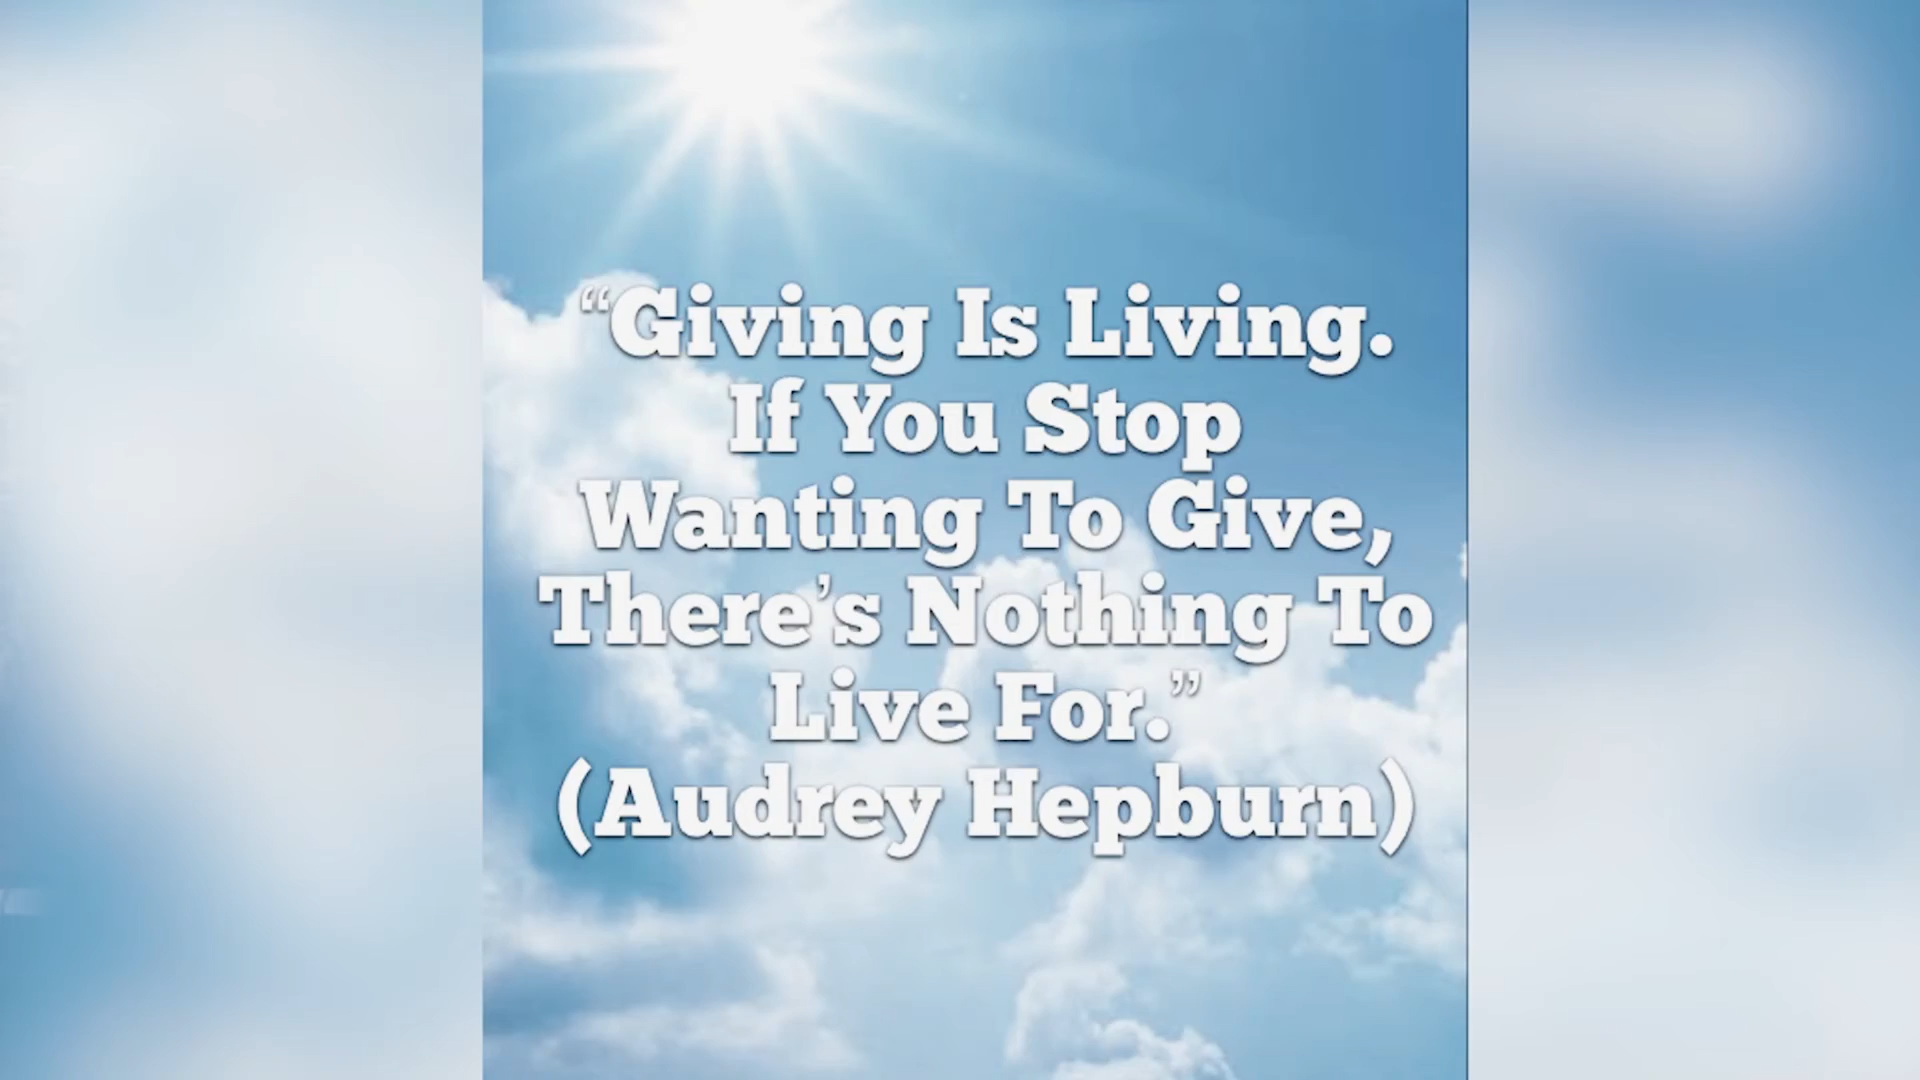 “Giving Is Living.
If You Stop
Wanting To Give,
There’s Nothing To
Live For.”
(Audrey Hepburn)